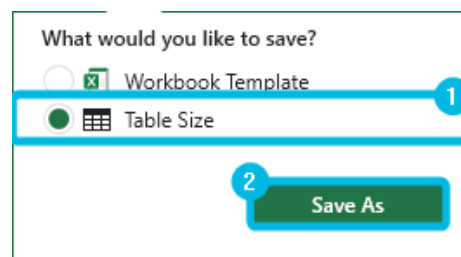 What would you like to save?
Workbook Template
1
Table Size
2
Save As